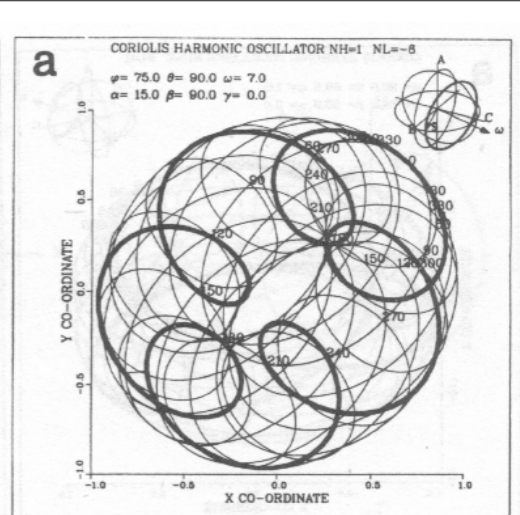 a
CORIOLIS HARMONIC OSCILLATOR NH=1 NL=-6
φ= 75.0 θ= 90.0 ω= 7.0
α= 15.0 β= 90.0 γ= 0.0
A
C
ω
1.0
0.5
0.0
-0.5
-1.0
Y CO-ORDINATE
270
330
0
240
90
210
120
150
90
150
270
240
210
-1.0 -0.5 0.0 0.5 1.0
X CO-ORDINATE